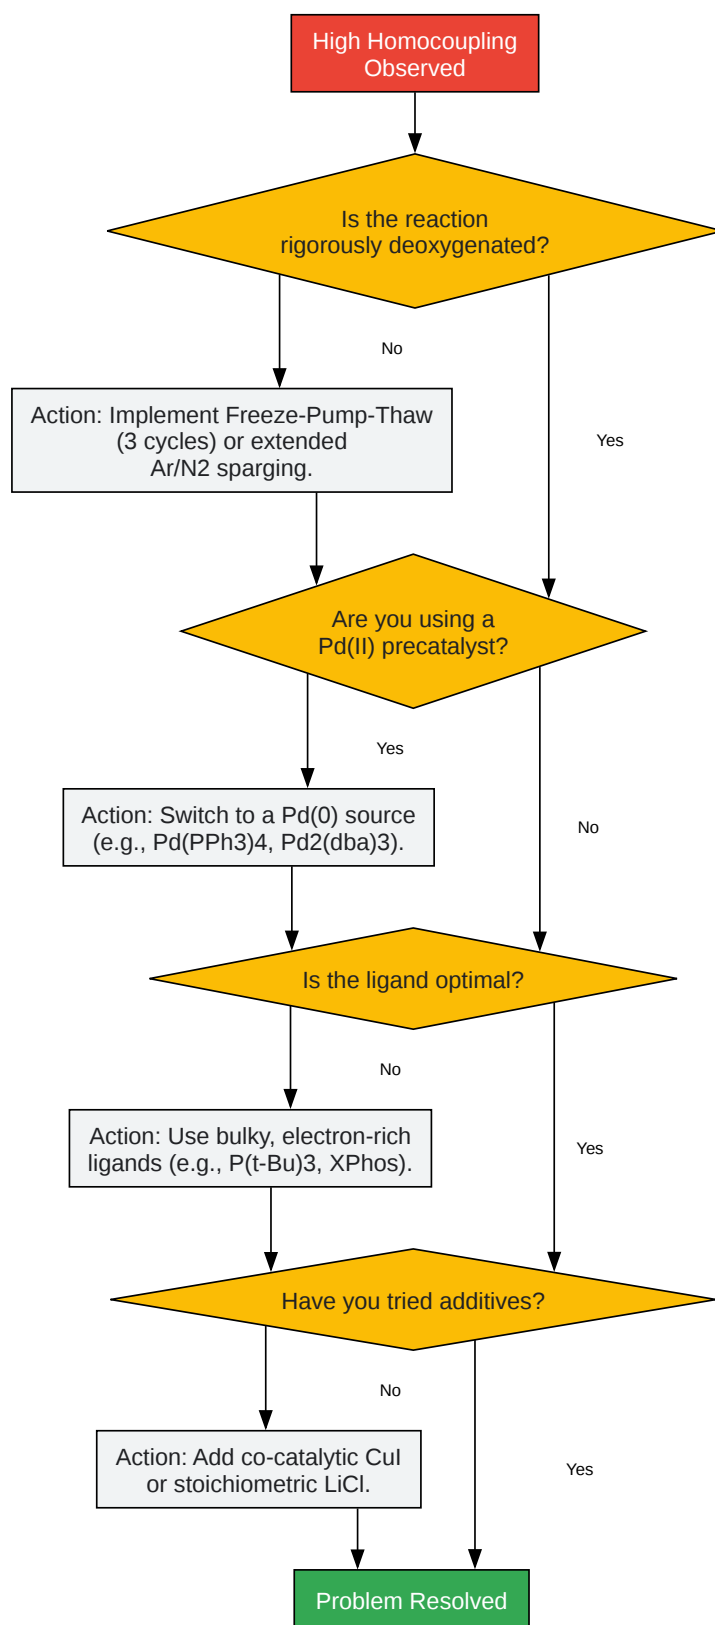 High Homocoupling
Observed
Is the reaction
rigorously deoxygenated?
No
Action: Implement Freeze-Pump-Thaw
(3 cycles) or extended
Ar/N2 sparging.
Yes
Are you using a
Pd(II) precatalyst?
Yes
Action: Switch to a Pd(0) source
(e.g., Pd(PPh3)4, Pd2(dba)3).
No
Is the ligand optimal?
No
Action: Use bulky, electron-rich
ligands (e.g., P(t-Bu)3, XPhos).
Yes
Have you tried additives?
No
Action: Add co-catalytic CuI
or stoichiometric LiCl.
Yes
Problem Resolved